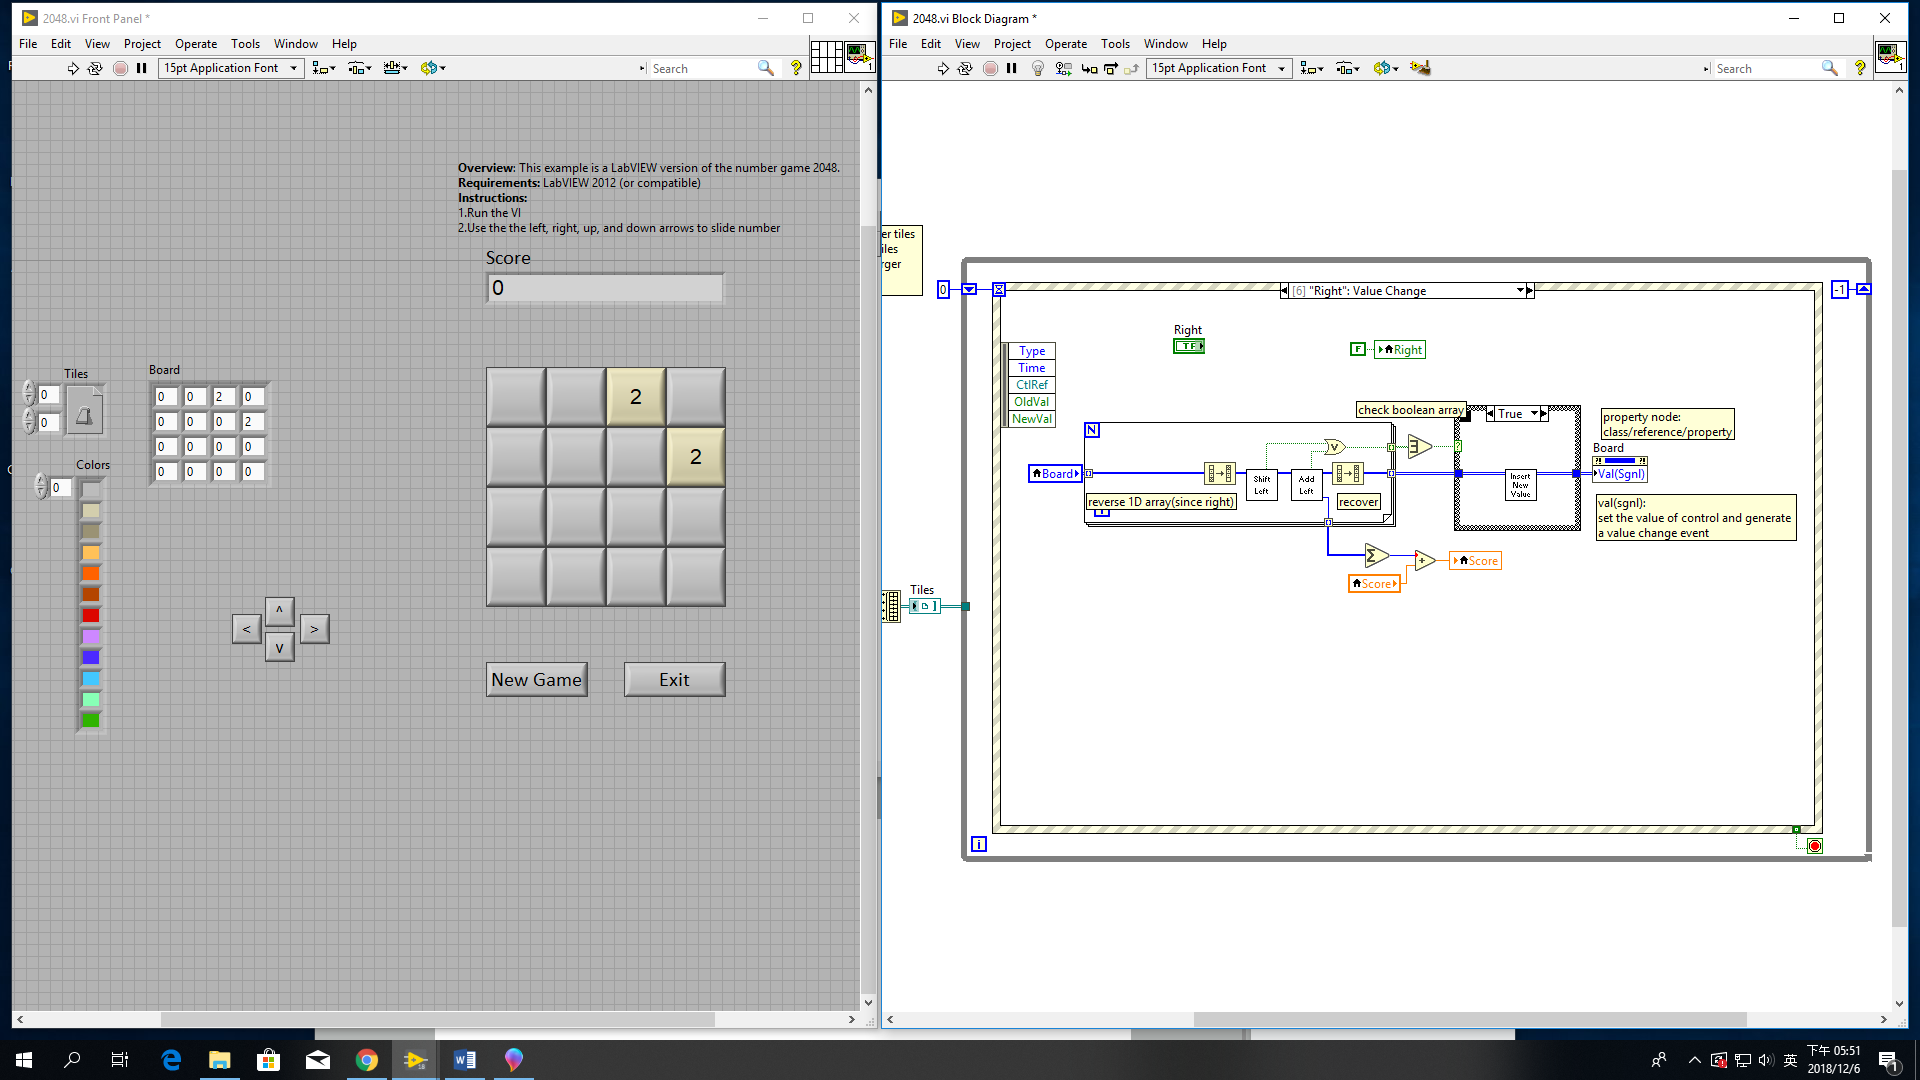 2048.vi Front Panel *
File Edit View Project Operate Tools Window Help
15pt Application Font
Search
1
Overview: This example is a LabVIEW version of the number game 2048.
Requirements: LabVIEW 2012 (or compatible)
Instructions:
1.Run the VI
2.Use the the left, right, up, and down arrows to slide number
Score
0
Tiles
0
0
Board
0 0 2 0
0 0 0 2
0 0 0 0
0 0 0 0
Colors
0
2
2
<
^
v
>
New Game
Exit
2048.vi Block Diagram *
File Edit View Project Operate Tools Window Help
15pt Application Font
Search
1
er tiles
iles
rger
0
[6] "Right": Value Change
-1
Right
TF
F
Right
Type
Time
CtlRef
OldVal
NewVal
N
Board
reverse 1D array(since right)
Shift
Left
Add
Left
recover
check boolean array
True
Insert
New
Value
property node:
class/reference/property
Board
Val(Sgnl)
val(sgnl):
set the value of control and generate
a value change event
Score
Score
Tiles
i
英
下午 05:51
2018/12/6
1